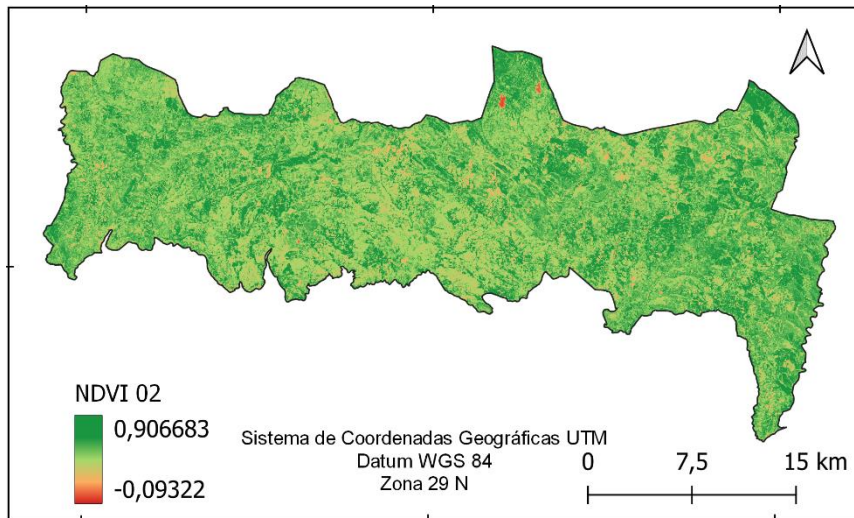 NDVI 02
0,906683
-0,09322
Sistema de Coordenadas Geográficas UTM
Datum WGS 84
Zona 29 N
0 7,5 15 km